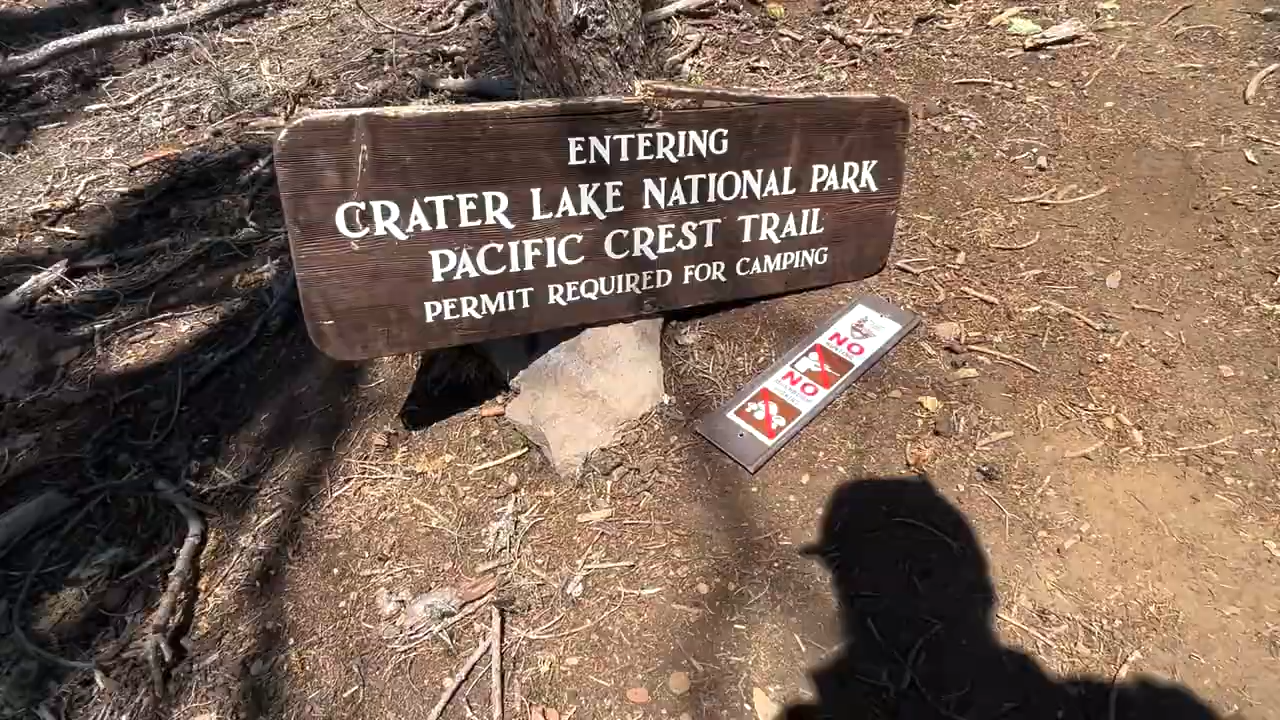 ENTERING
CRATER LAKE NATIONAL PARK
PACIFIC CREST TRAIL
PERMIT REQUIRED FOR CAMPING
NO
NO